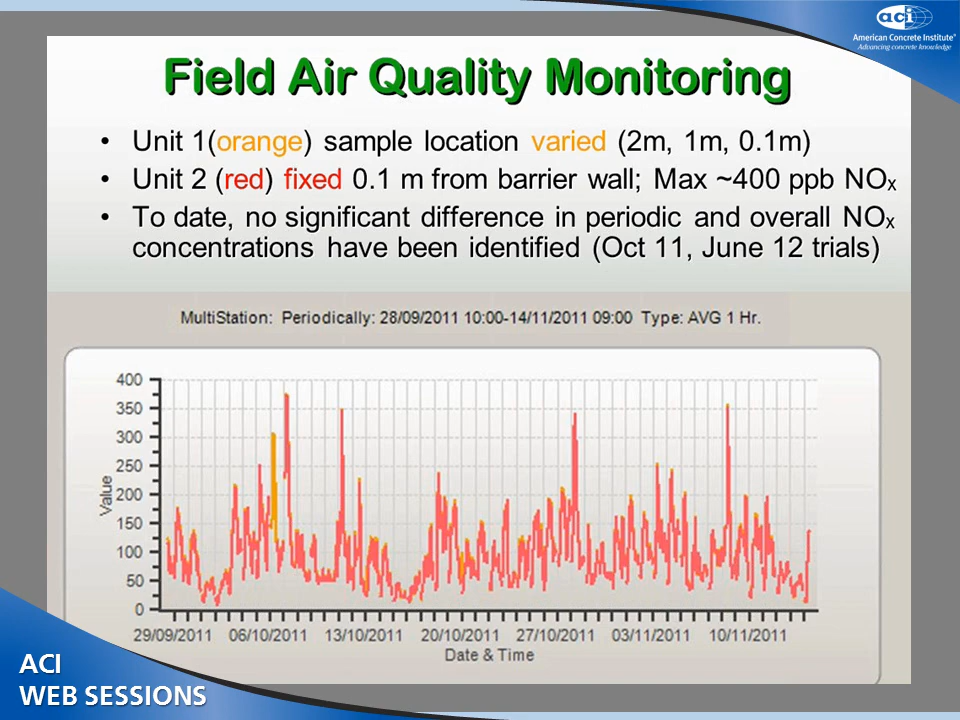 aci
American Concrete Institute®
Advancing concrete knowledge
Field Air Quality Monitoring
• Unit 1(orange) sample location varied (2m, 1m, 0.1m)
• Unit 2 (red) fixed 0.1 m from barrier wall; Max ~400 ppb NOx
• To date, no significant difference in periodic and overall NOx
concentrations have been identified (Oct 11, June 12 trials)
MultiStation: Periodically: 28/09/2011 10:00-14/11/2011 09:00 Type: AVG 1 Hr.
400
350
300
250
200
150
100
50
0
Value
29/09/2011 06/10/2011 13/10/2011 20/10/2011 27/10/2011 03/11/2011 10/11/2011
Date & Time
ACI
WEB SESSIONS